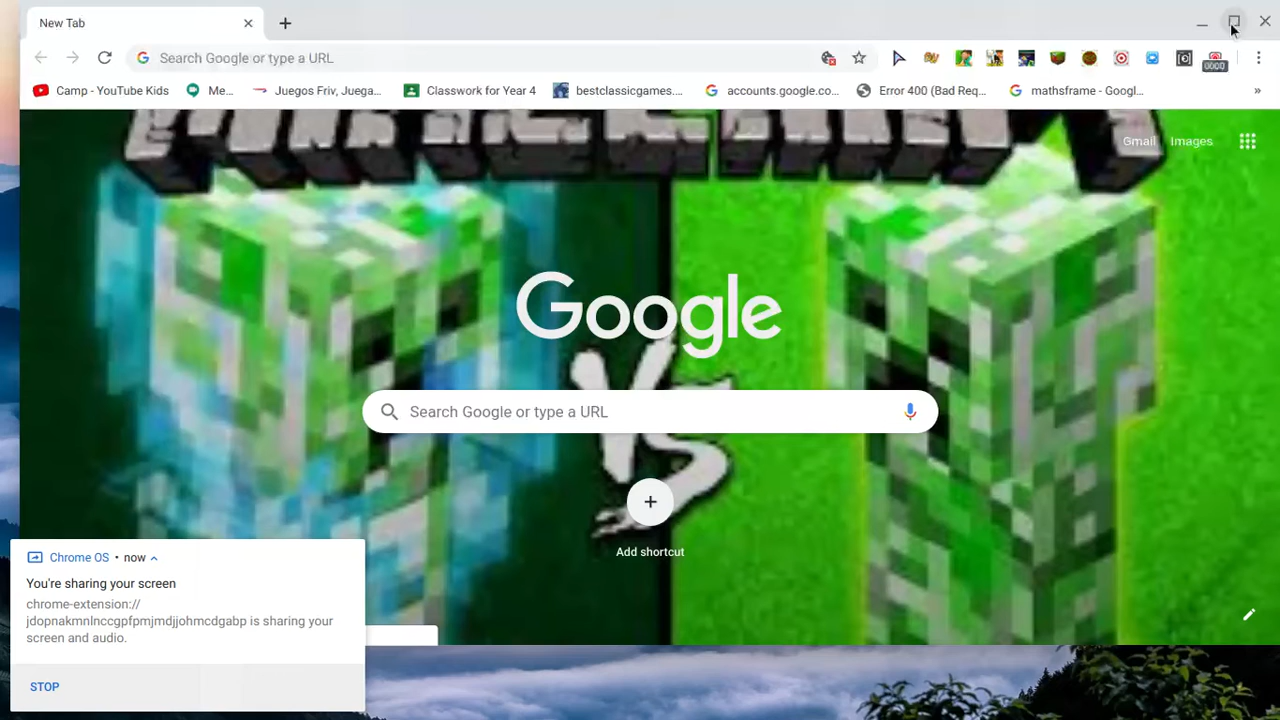 New Tab
Search Google or type a URL
0000
Camp - YouTube Kids
Me...
Juegos Friv, Juega...
Classwork for Year 4
bestclassicgames....
accounts.google.co...
Error 400 (Bad Req...
mathsframe - Googl...
»
Gmail
Images
Google
Search Google or type a URL
VS
Add shortcut
Chrome OS • now
You're sharing your screen
chrome-extension://
jdopnakmnlnccgpfpmjmdjjohmcdgabp is sharing your
screen and audio.
STOP